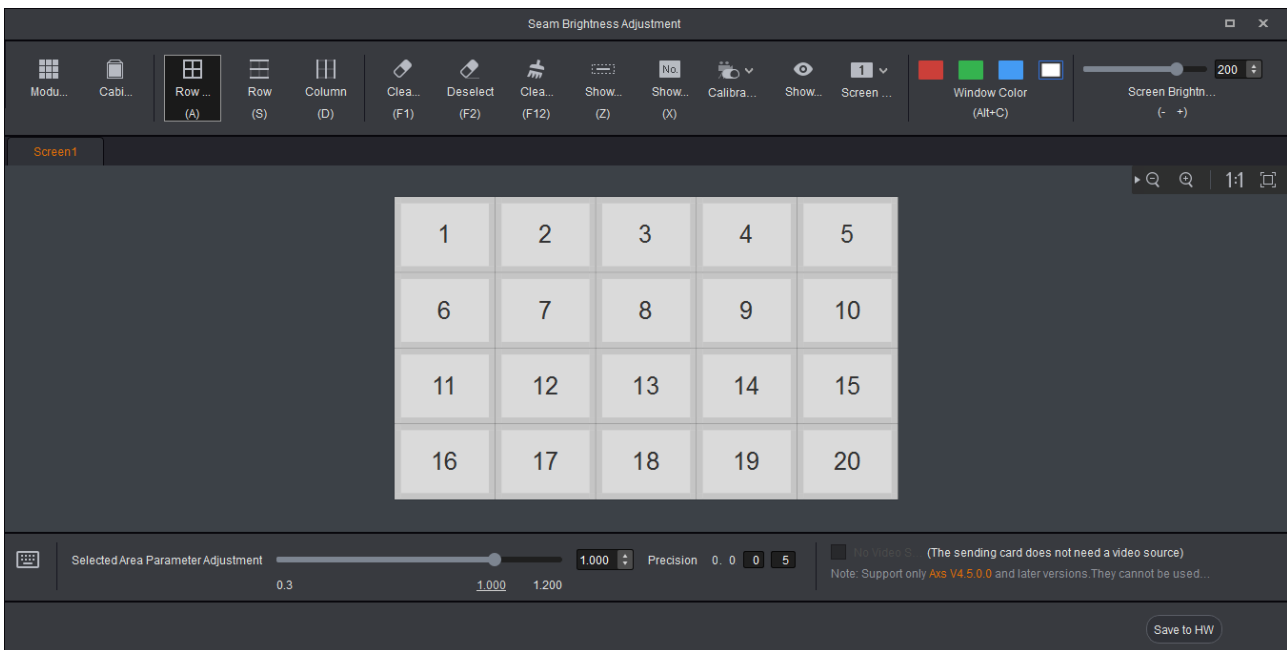 Seam Brightness Adjustment
Modu... Cabi... Row ... Row Column Clea... Deselect Clea... Show... No. Show... Calibra... Show... 1 Screen ... Window Color 200 Screen Brightn...
(A) (S) (D) (F1) (F2) (F12) (Z) (X) (Alt+C) (- +)
Screen1
1:1
1 2 3 4 5
6 7 8 9 10
11 12 13 14 15
16 17 18 19 20
Selected Area Parameter Adjustment 1.000 Precision 0. 0 0 5 No Video S... (The sending card does not need a video source)
0.3 1.000 1.200 Note: Support only Axs V4.5.0.0 and later versions.They cannot be used...
Save to HW